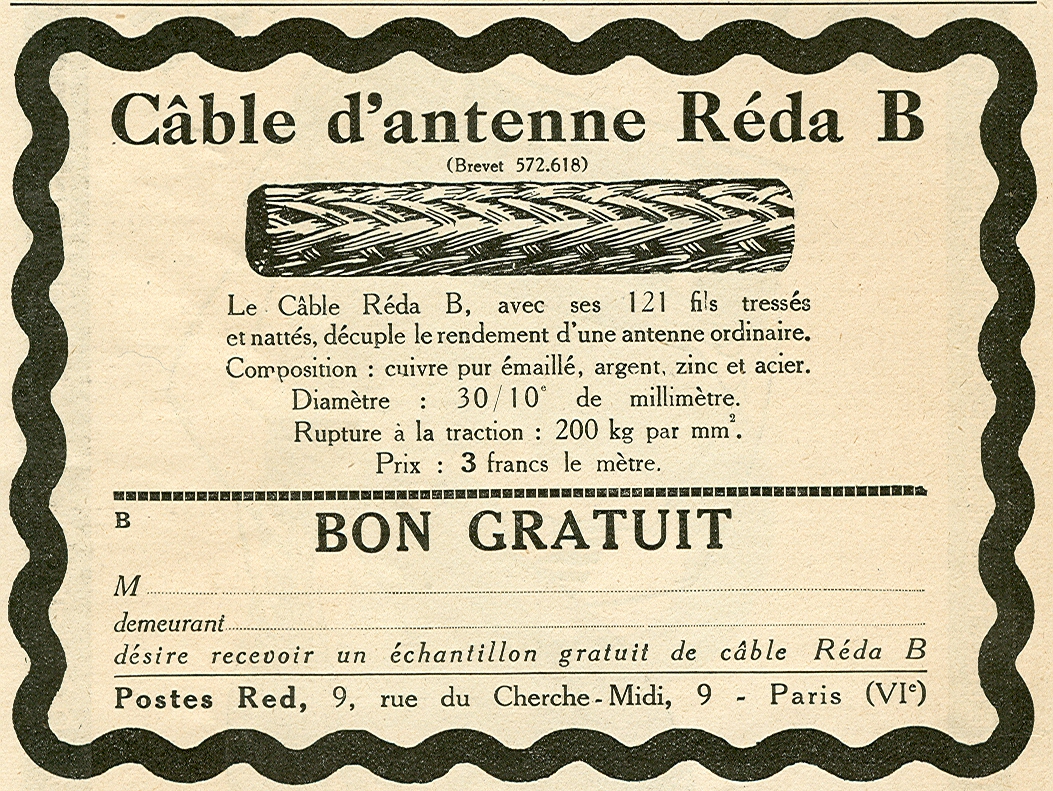 Câble d'antenne Réda B
(Brevet 572.618)
Le Câble Réda B, avec ses 121 fils tressés
et nattés, décuple le rendement d'une antenne ordinaire.
Composition : cuivre pur émaillé, argent, zinc et acier.
Diamètre : 30/10e de millimètre.
Rupture à la traction : 200 kg par mm².
Prix : 3 francs le mètre.
B
BON GRATUIT
M
demeurant
désire recevoir un échantillon gratuit de câble Réda B
Postes Red, 9, rue du Cherche-Midi, 9 - Paris (VIe)